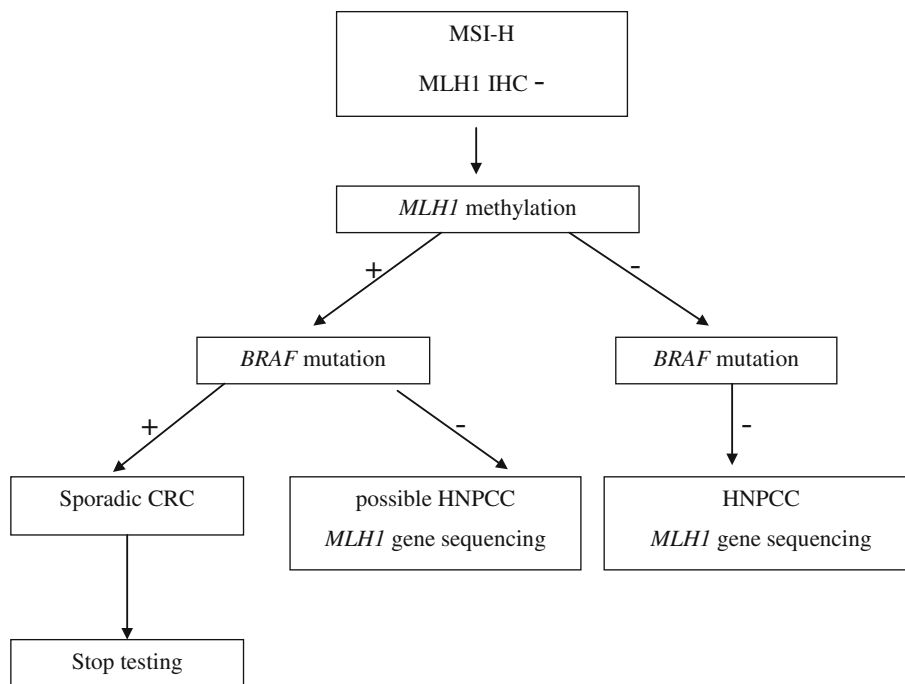 MSI-H
MLH1 IHC -
MLH1 methylation
+
-
BRAF mutation
BRAF mutation
+
-
-
Sporadic CRC
possible HNPCC
MLH1 gene sequencing
HNPCC
MLH1 gene sequencing
Stop testing